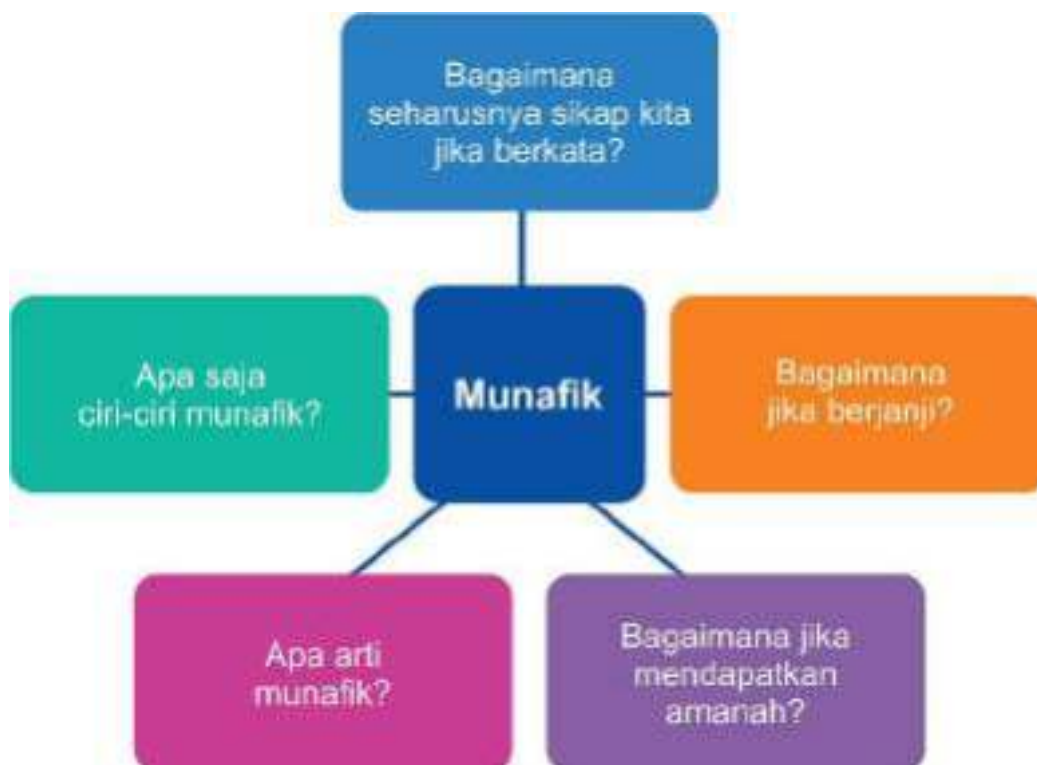 Bagaimana
seharusnya sikap kita
jika berkata?
Apa saja
ciri-ciri munafik?
Munafik
Bagaimana
jika berjanji?
Apa arti
munafik?
Bagaimana jika
mendapatkan
amanah?